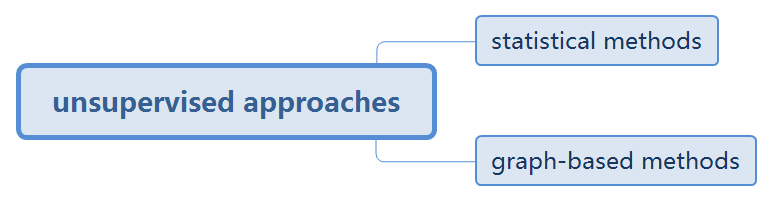 statistical methods
unsupervised approaches
graph-based methods